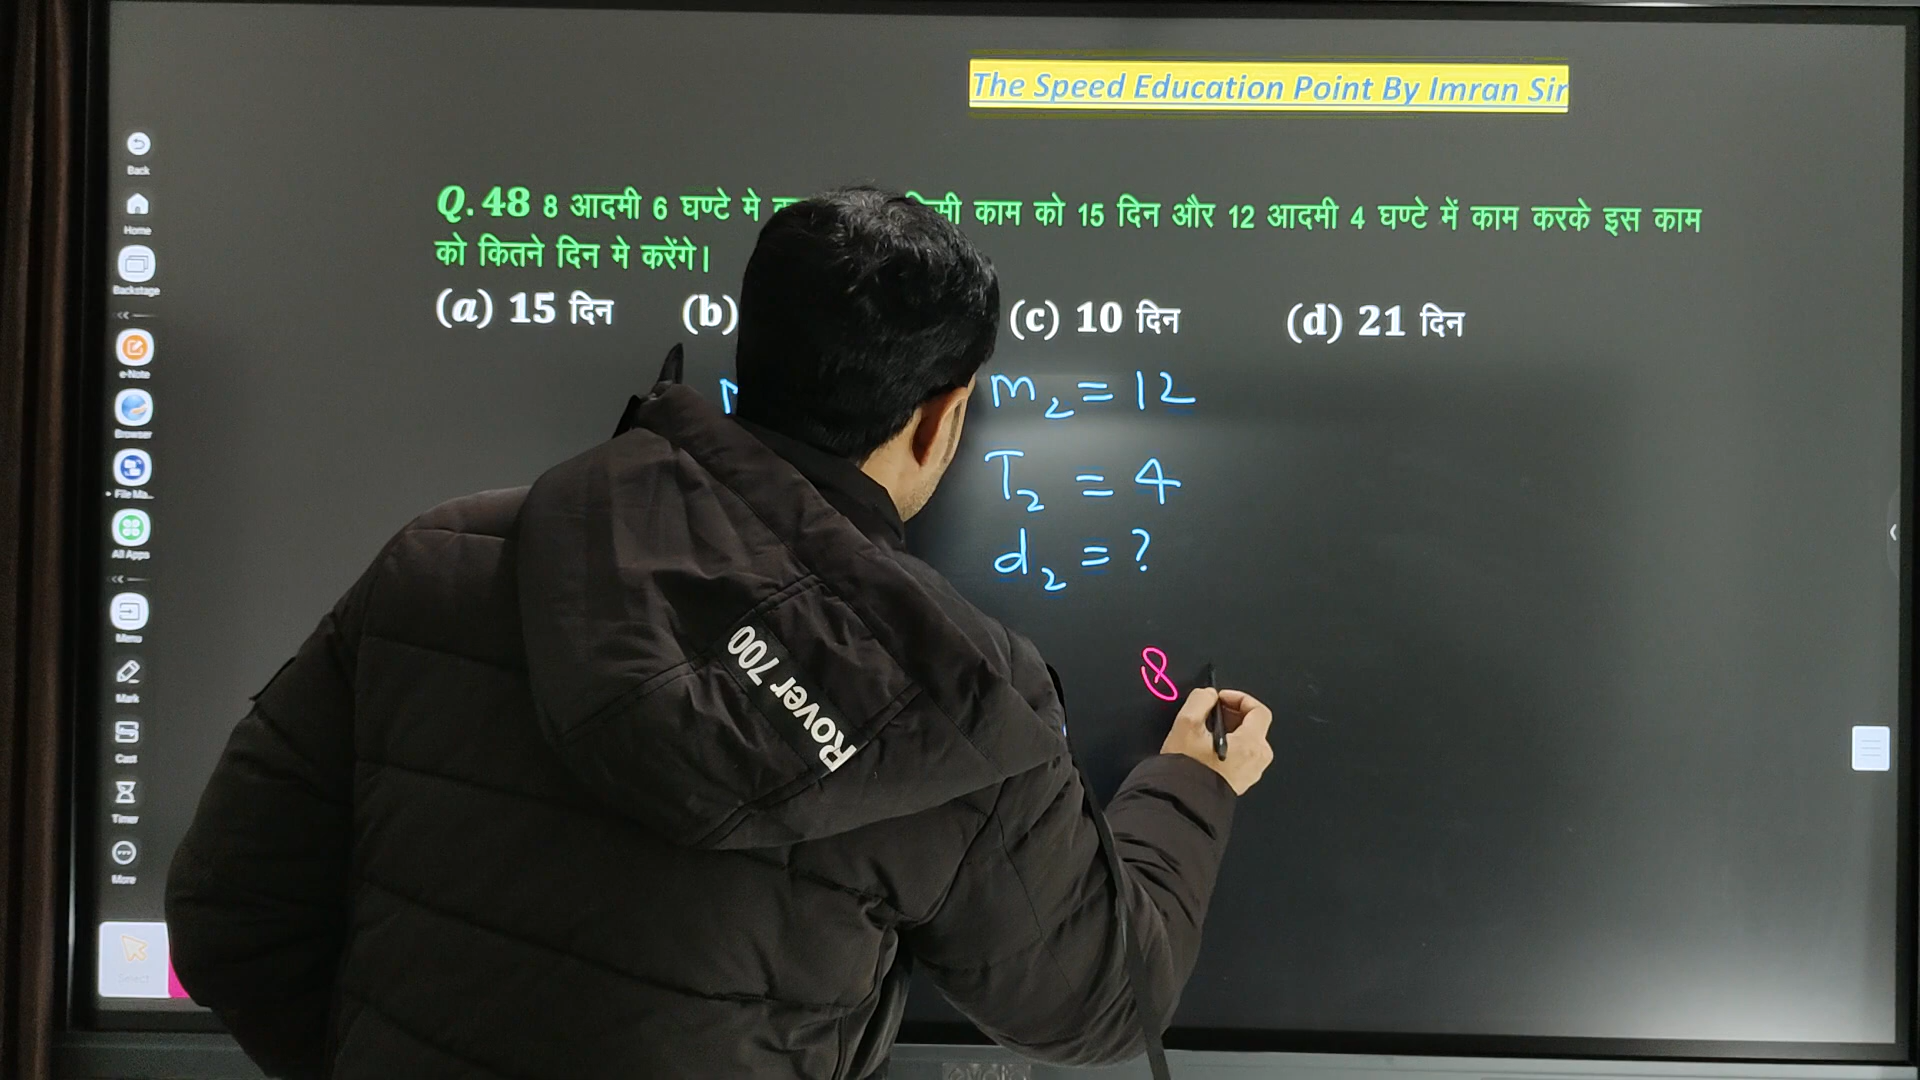 The Speed Education Point By Imran Sir
Q. 48 8 आदमी 6 घण्टे मे काम को 15 दिन और 12 आदमी 4 घण्टे में काम करके इस काम
को कितने दिन मे करेंगे।
(a) 15 दिन (b) (c) 10 दिन (d) 21 दिन
m₂ = 12
T₂ = 4
d₂ = ?
8
Rover 700
Back
Home
Backstage
e-Note
Browser
File Ma...
All Apps
Menu
Mark
Cast
Timer
More
Select